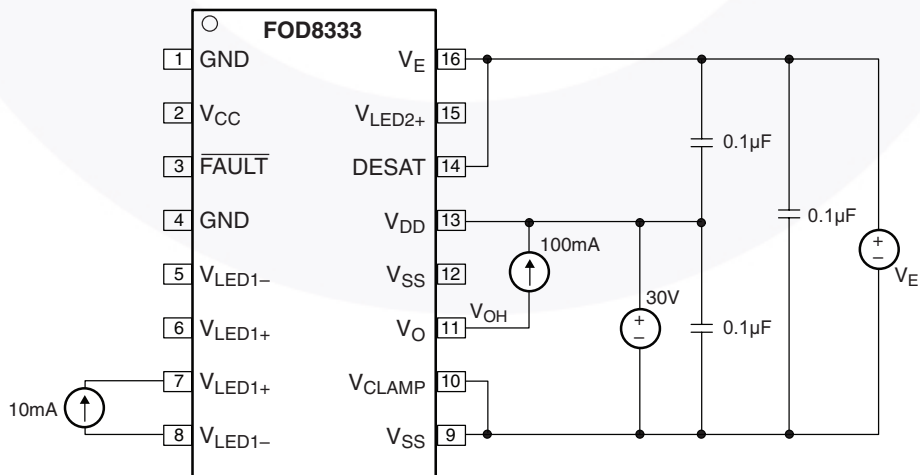 FOD8333
1 GND
2 VCC
3 FAULT
4 GND
5 VLED1–
6 VLED1+
7 VLED1+
8 VLED1–
10mA
VE 16
VLED2+ 15
DESAT 14
VDD 13
VSS 12
VO 11
VCLAMP 10
VSS 9
VOH
100mA
30V
0.1µF
0.1µF
0.1µF
VE